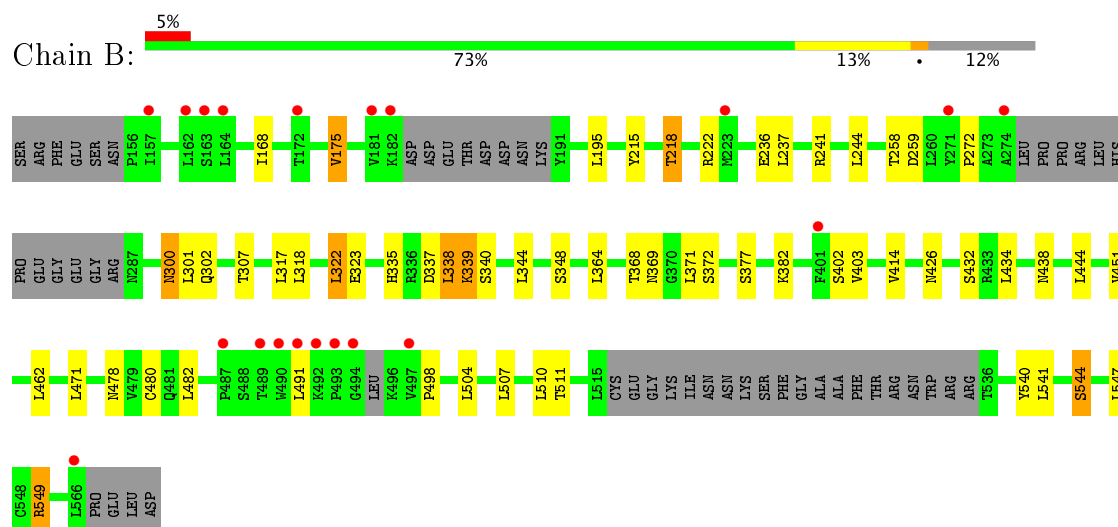 5%
Chain B:
73% 13% • 12%
SER ARG PHE GLU SER ASN P156 I157 L162 S163 L164 I168 T172 V175 V181 K182 ASP ASP GLU THR ASP ASP ASN LYS Y191 L195 Y215 T218 R222 M223 E236 L237 R241 L244 T258 D259 L260 Y271 P272 A273 A274 LEU PRO PRO ARG LEU HIS
PRO GLU GLY GLU GLY ARG N287 N300 L301 Q302 T307 L317 L318 L322 E323 H335 R336 D337 L338 K339 S340 L344 S348 L364 T368 N369 G370 L371 S372 S377 K382 F401 S402 V403 V414 N426 S432 R433 L434 N438 L444 V451
L462 L471 N478 V479 C480 Q481 L482 P487 S488 T489 W490 L491 K492 P493 G494 LEU K496 V497 P498 L504 L507 L510 T511 L515 CYS GLU GLY LYS ILE ASN ASN LYS SER PHE GLY ALA ALA PHE THR ARG ASN TRP ARG ARG T536 Y540 L541 S544 L547
C548 R549 L566 PRO GLU LEU ASP